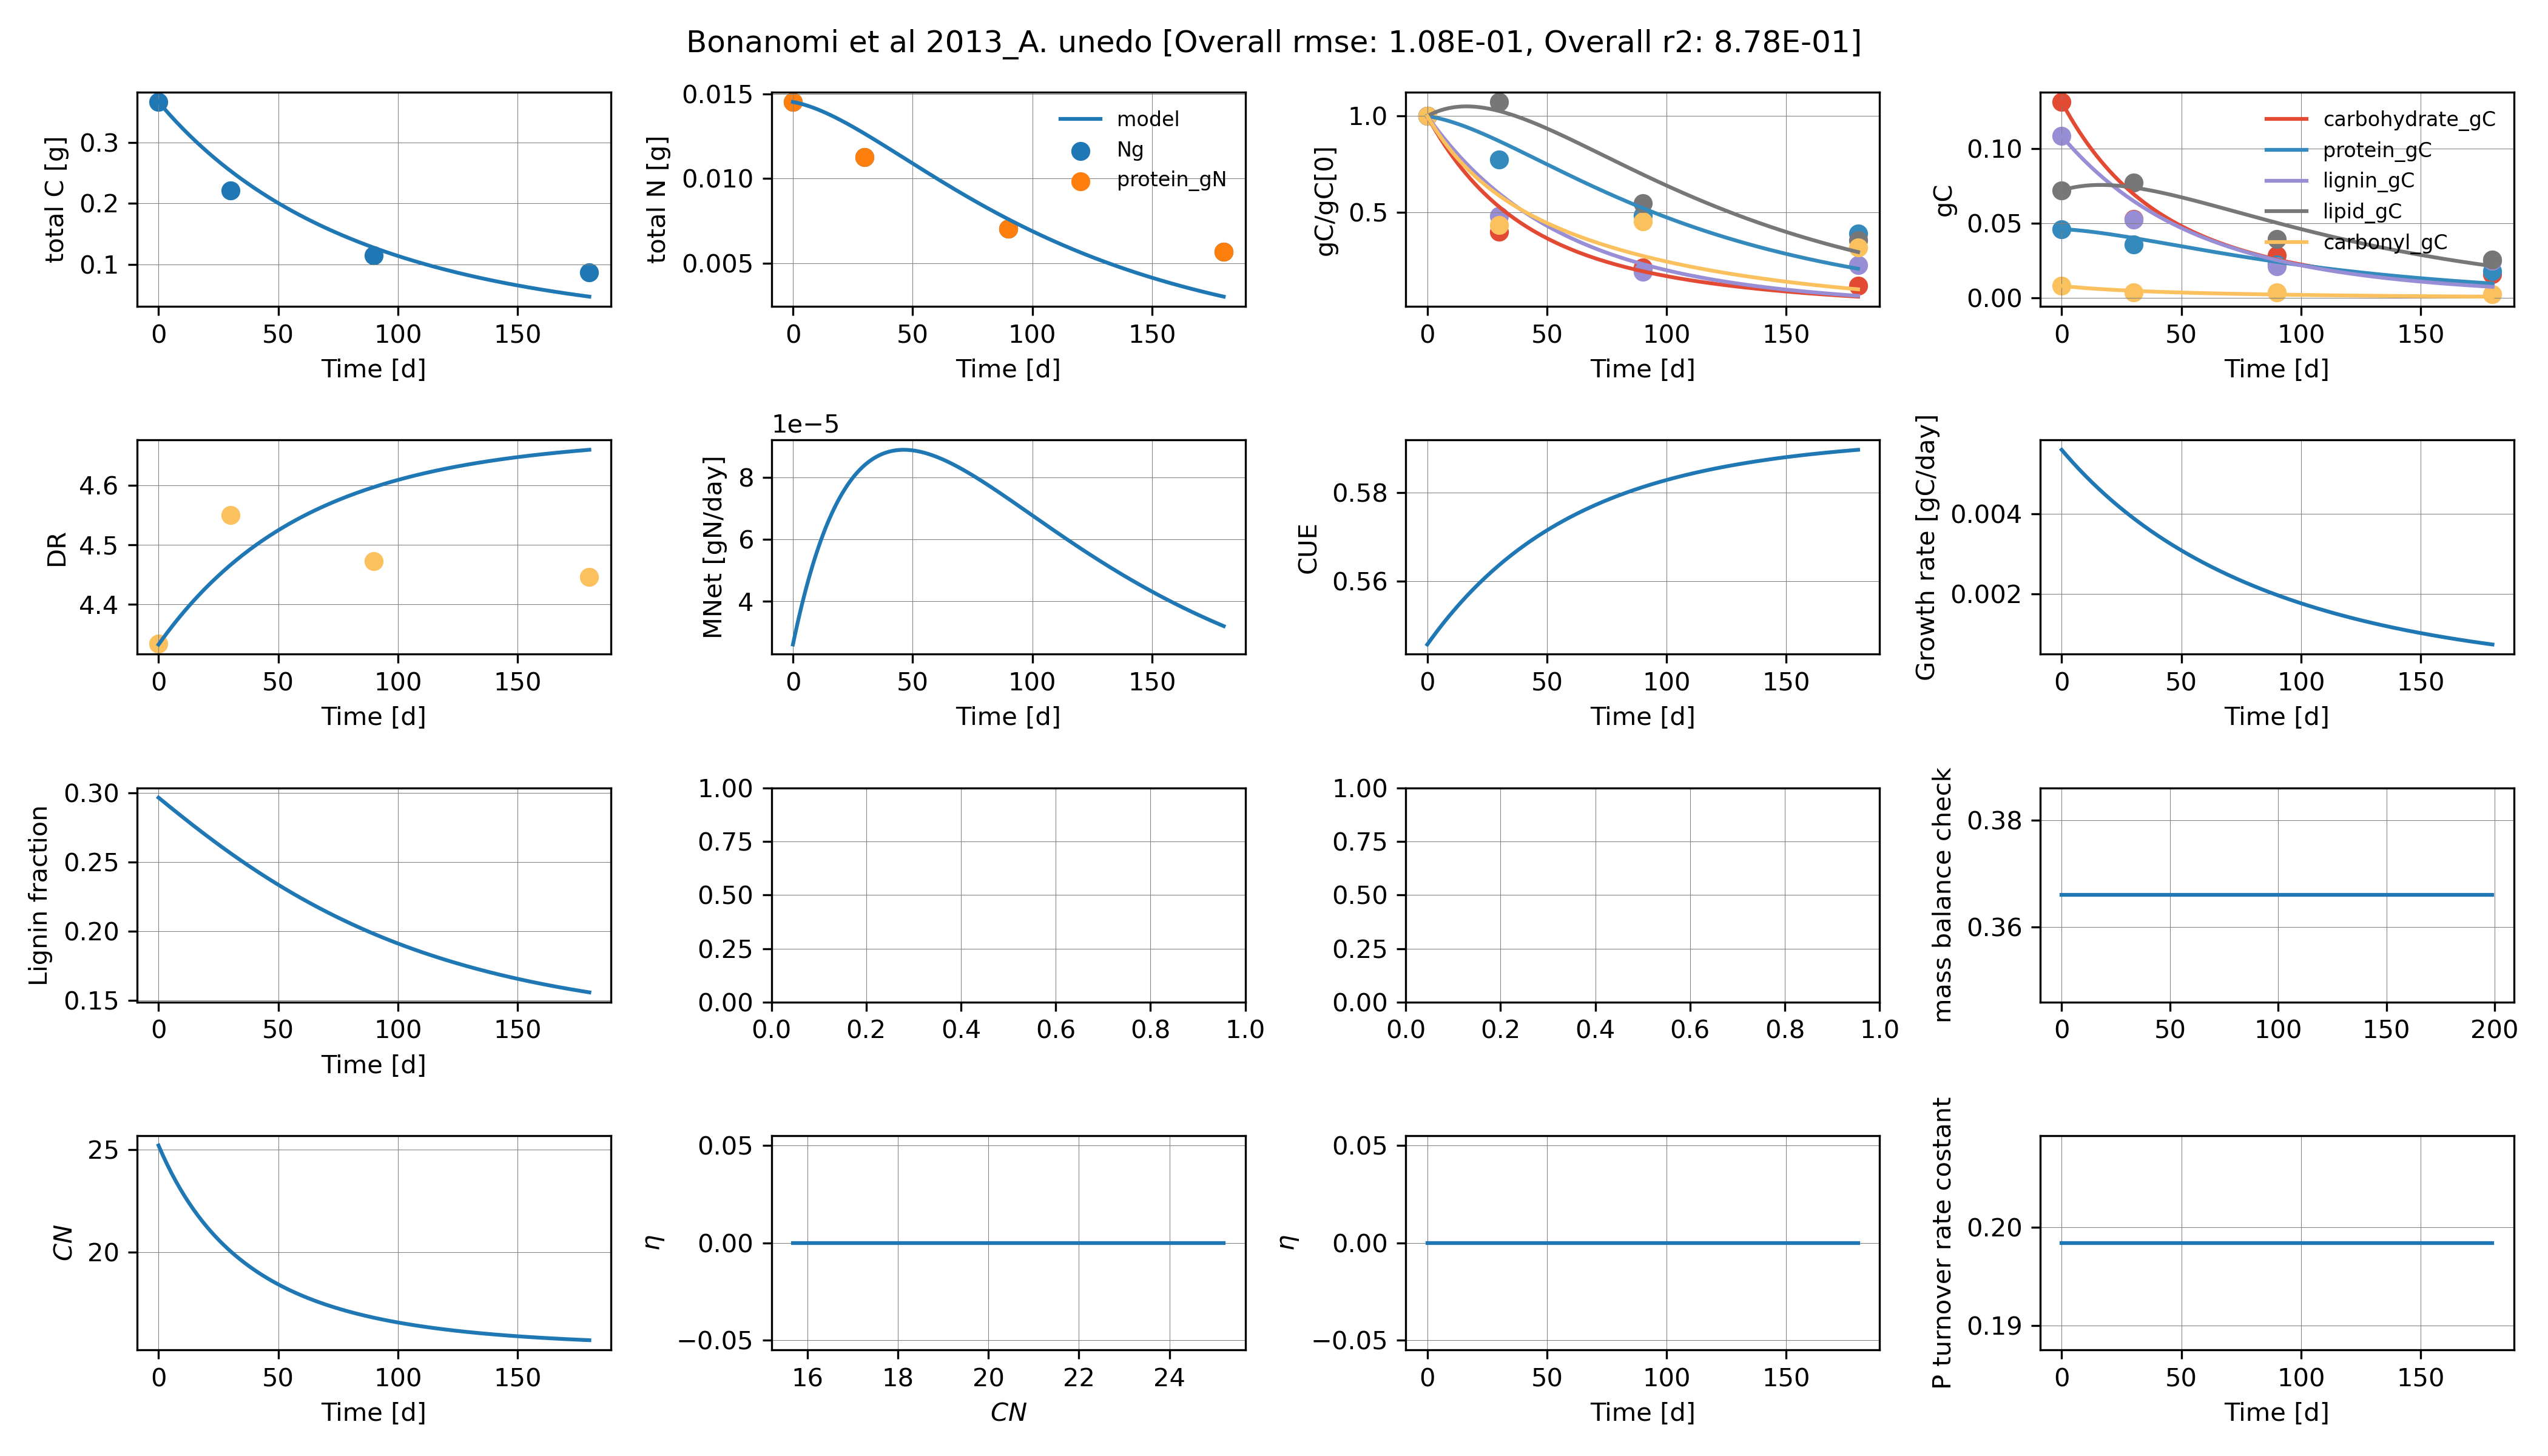 Bonanomi et al 2013_A. unedo [Overall rmse: 1.08E-01, Overall r2: 8.78E-01]
total C [g]
0.3
0.2
0.1
0 50 100 150
Time [d]
total N [g]
0.015
0.010
0.005
model
Ng
protein_gN
0 50 100 150
Time [d]
gC/gC[0]
1.0
0.5
0 50 100 150
Time [d]
gC
0.10
0.05
0.00
carbohydrate_gC
protein_gC
lignin_gC
lipid_gC
carbonyl_gC
0 50 100 150
Time [d]
DR
4.6
4.5
4.4
0 50 100 150
Time [d]
1e−5
MNet [gN/day]
8
6
4
0 50 100 150
Time [d]
CUE
0.58
0.56
0 50 100 150
Time [d]
Growth rate [gC/day]
0.004
0.002
0 50 100 150
Time [d]
Lignin fraction
0.30
0.25
0.20
0.15
0 50 100 150
Time [d]
1.00
0.75
0.50
0.25
0.00
0.0 0.2 0.4 0.6 0.8 1.0
1.00
0.75
0.50
0.25
0.00
0.0 0.2 0.4 0.6 0.8 1.0
mass balance check
0.38
0.36
0 50 100 150 200
CN
25
20
0 50 100 150
Time [d]
η
0.05
0.00
−0.05
16 18 20 22 24
CN
η
0.05
0.00
−0.05
0 50 100 150
Time [d]
P turnover rate costant
0.20
0.19
0 50 100 150
Time [d]